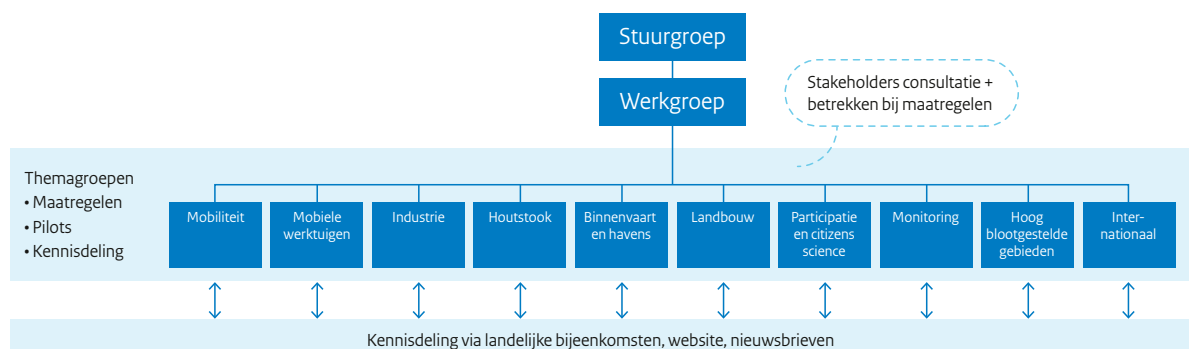 Stuurgroep
Werkgroep
Stakeholders consultatie +
betrekken bij maatregelen
Themagroepen
• Maatregelen
• Pilots
• Kennisdeling
Mobiliteit
Mobiele
werktuigen
Industrie
Houtstook
Binnenvaart
en havens
Landbouw
Participatie
en citizens
science
Monitoring
Hoog
blootgestelde
gebieden
Inter-
nationaal
Kennisdeling via landelijke bijeenkomsten, website, nieuwsbrieven